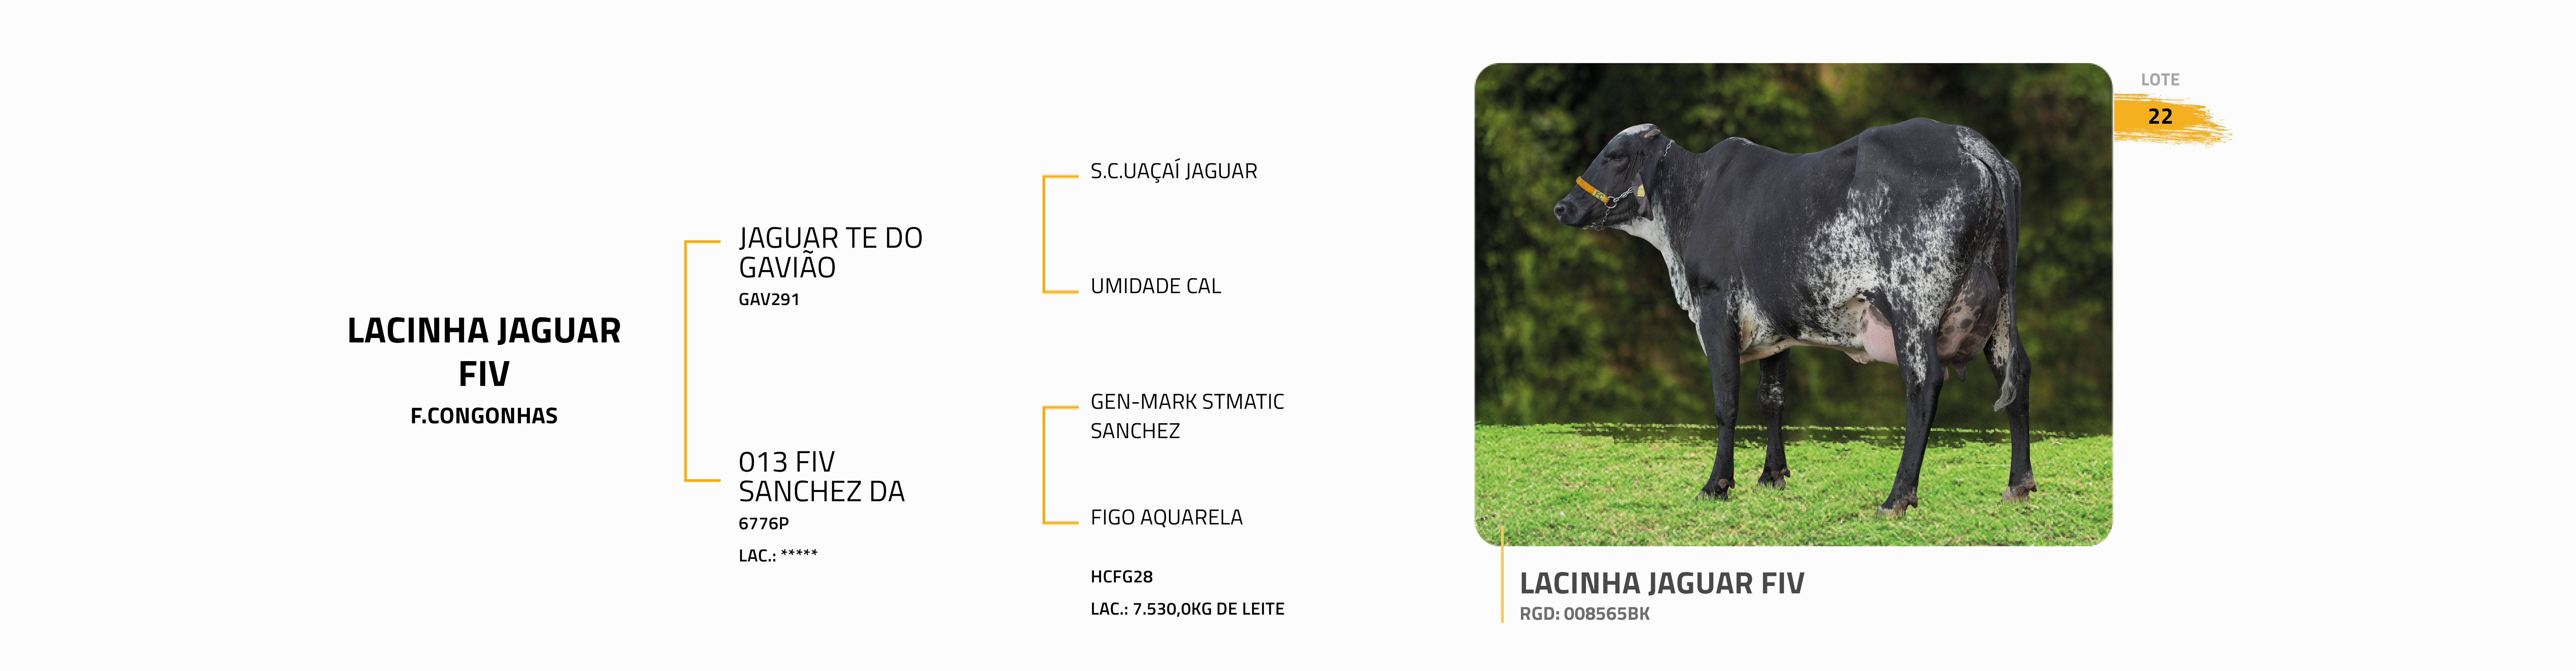 LACINHA JAGUAR
FIV
F.CONGONHAS
JAGUAR TE DO
GAVIÃO
GAV291
013 FIV
SANCHEZ DA
6776P
LAC.: *****
S.C.UAÇAÍ JAGUAR
UMIDADE CAL
GEN-MARK STMATIC
SANCHEZ
FIGO AQUARELA
HCFG28
LAC.: 7.530,0KG DE LEITE
LOTE
22
LACINHA JAGUAR FIV
RGD: 008565BK